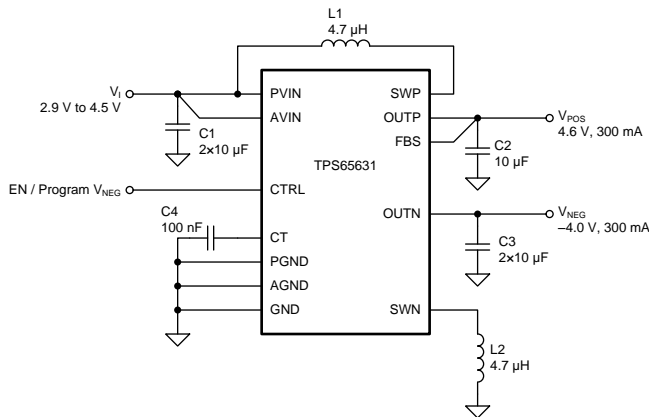 L1
4.7 µH
VI
2.9 V to 4.5 V
C1
2×10 µF
PVIN
AVIN
SWP
OUTP
FBS
VPOS
4.6 V, 300 mA
C2
10 µF
TPS65631
EN / Program VNEG
CTRL
C4
100 nF
CT
PGND
AGND
GND
OUTN
VNEG
–4.0 V, 300 mA
C3
2×10 µF
SWN
L2
4.7 µH